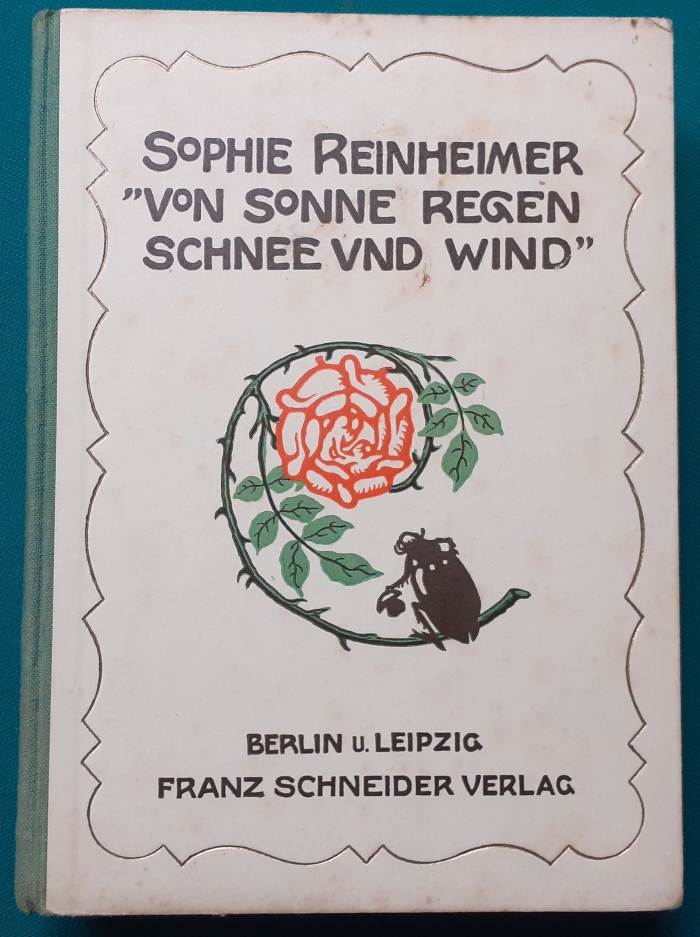 SOPHIE REINHEIMER
"VON SONNE REGEN
SCHNEE VND WIND"
BERLIN U. LEIPZIG
FRANZ SCHNEIDER VERLAG